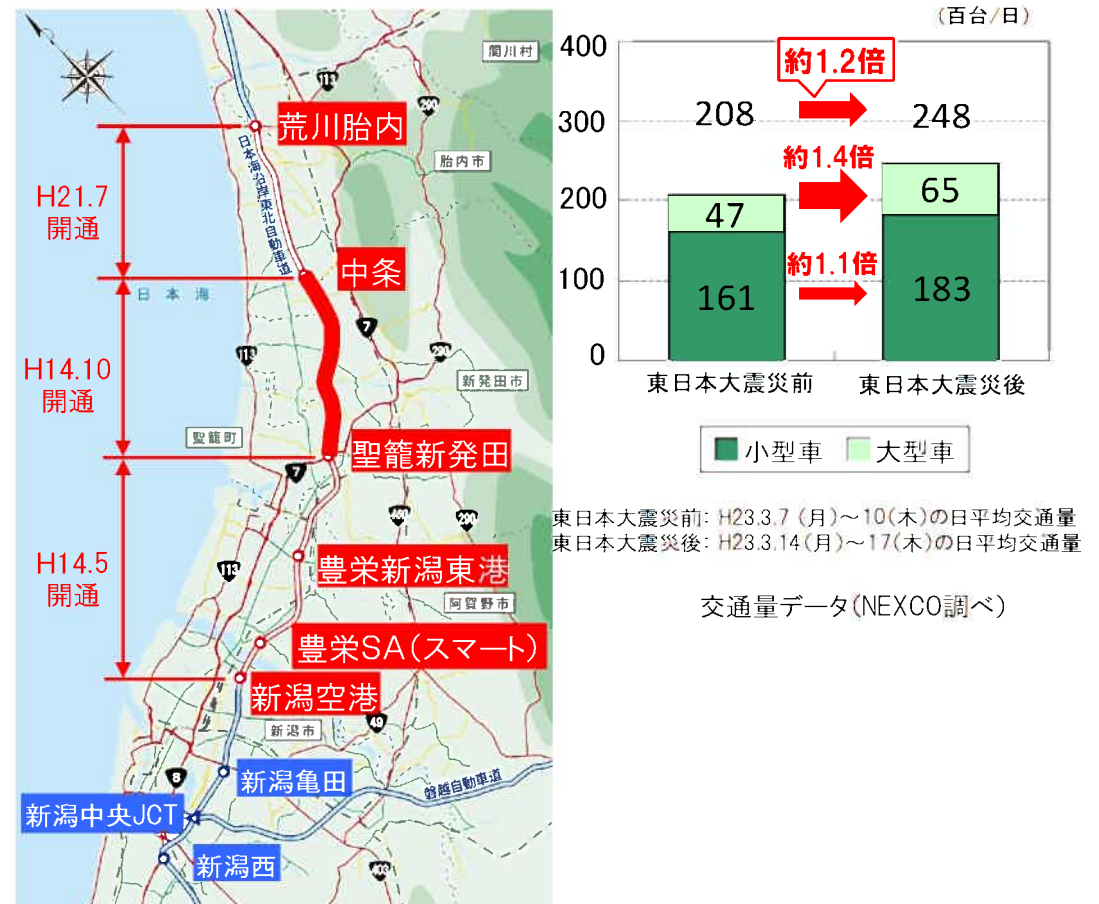 関川村
113
290
荒川胎内
胎内市
日本海沿岸東北自動車道
H21.7
開通
中条
日本海
7
113
290
H14.10
開通
新発田市
聖籠町
聖籠新発田
7
460
290
H14.5
開通
113
豊栄新潟東港
阿賀野市
豊栄SA(スマート)
新潟空港
新潟市
49
8
新潟亀田
磐越自動車道
新潟中央JCT
新潟西
403
(百台/日)
400
300
200
100
0
約1.2倍
208
248
約1.4倍
47
65
約1.1倍
161
183
東日本大震災前
東日本大震災後
小型車
大型車
東日本大震災前: H23.3.7 (月)～10(木)の日平均交通量
東日本大震災後: H23.3.14(月)～17(木)の日平均交通量
交通量データ(NEXCO調べ)